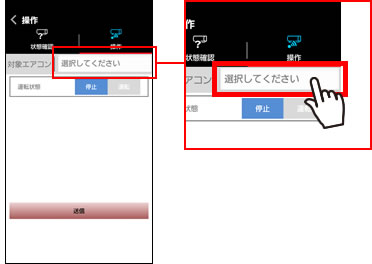 操作
状態確認 操作
対象エアコン 選択してください
運転状態 停止 運転
送信
作
状態確認 操作
アコン 選択してください
状態 停止 運